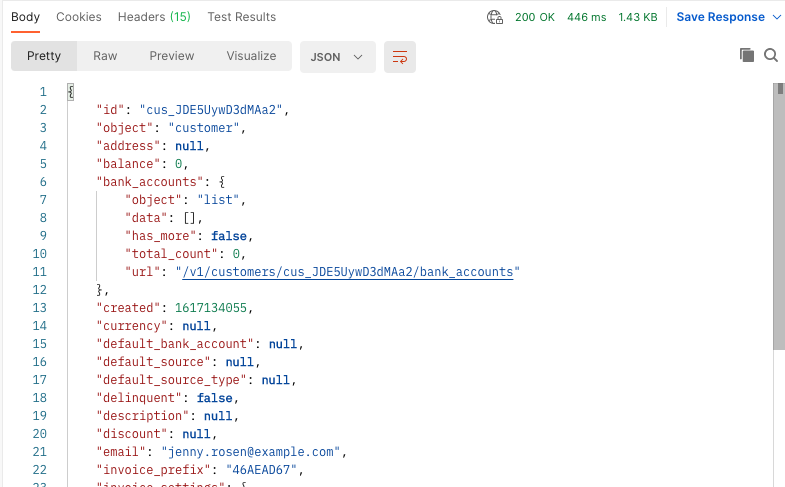 Body Cookies Headers (15) Test Results 200 OK 446 ms 1.43 KB Save Response
Pretty Raw Preview Visualize JSON
1 {
2 "id": "cus_JDE5UywD3dMAa2",
3 "object": "customer",
4 "address": null,
5 "balance": 0,
6 "bank_accounts": {
7 "object": "list",
8 "data": [],
9 "has_more": false,
10 "total_count": 0,
11 "url": "/v1/customers/cus_JDE5UywD3dMAa2/bank_accounts"
12 },
13 "created": 1617134055,
14 "currency": null,
15 "default_bank_account": null,
16 "default_source": null,
17 "default_source_type": null,
18 "delinquent": false,
19 "description": null,
20 "discount": null,
21 "email": "jenny.rosen@example.com",
22 "invoice_prefix": "46AEAD67",
23 "invoice_settings": {